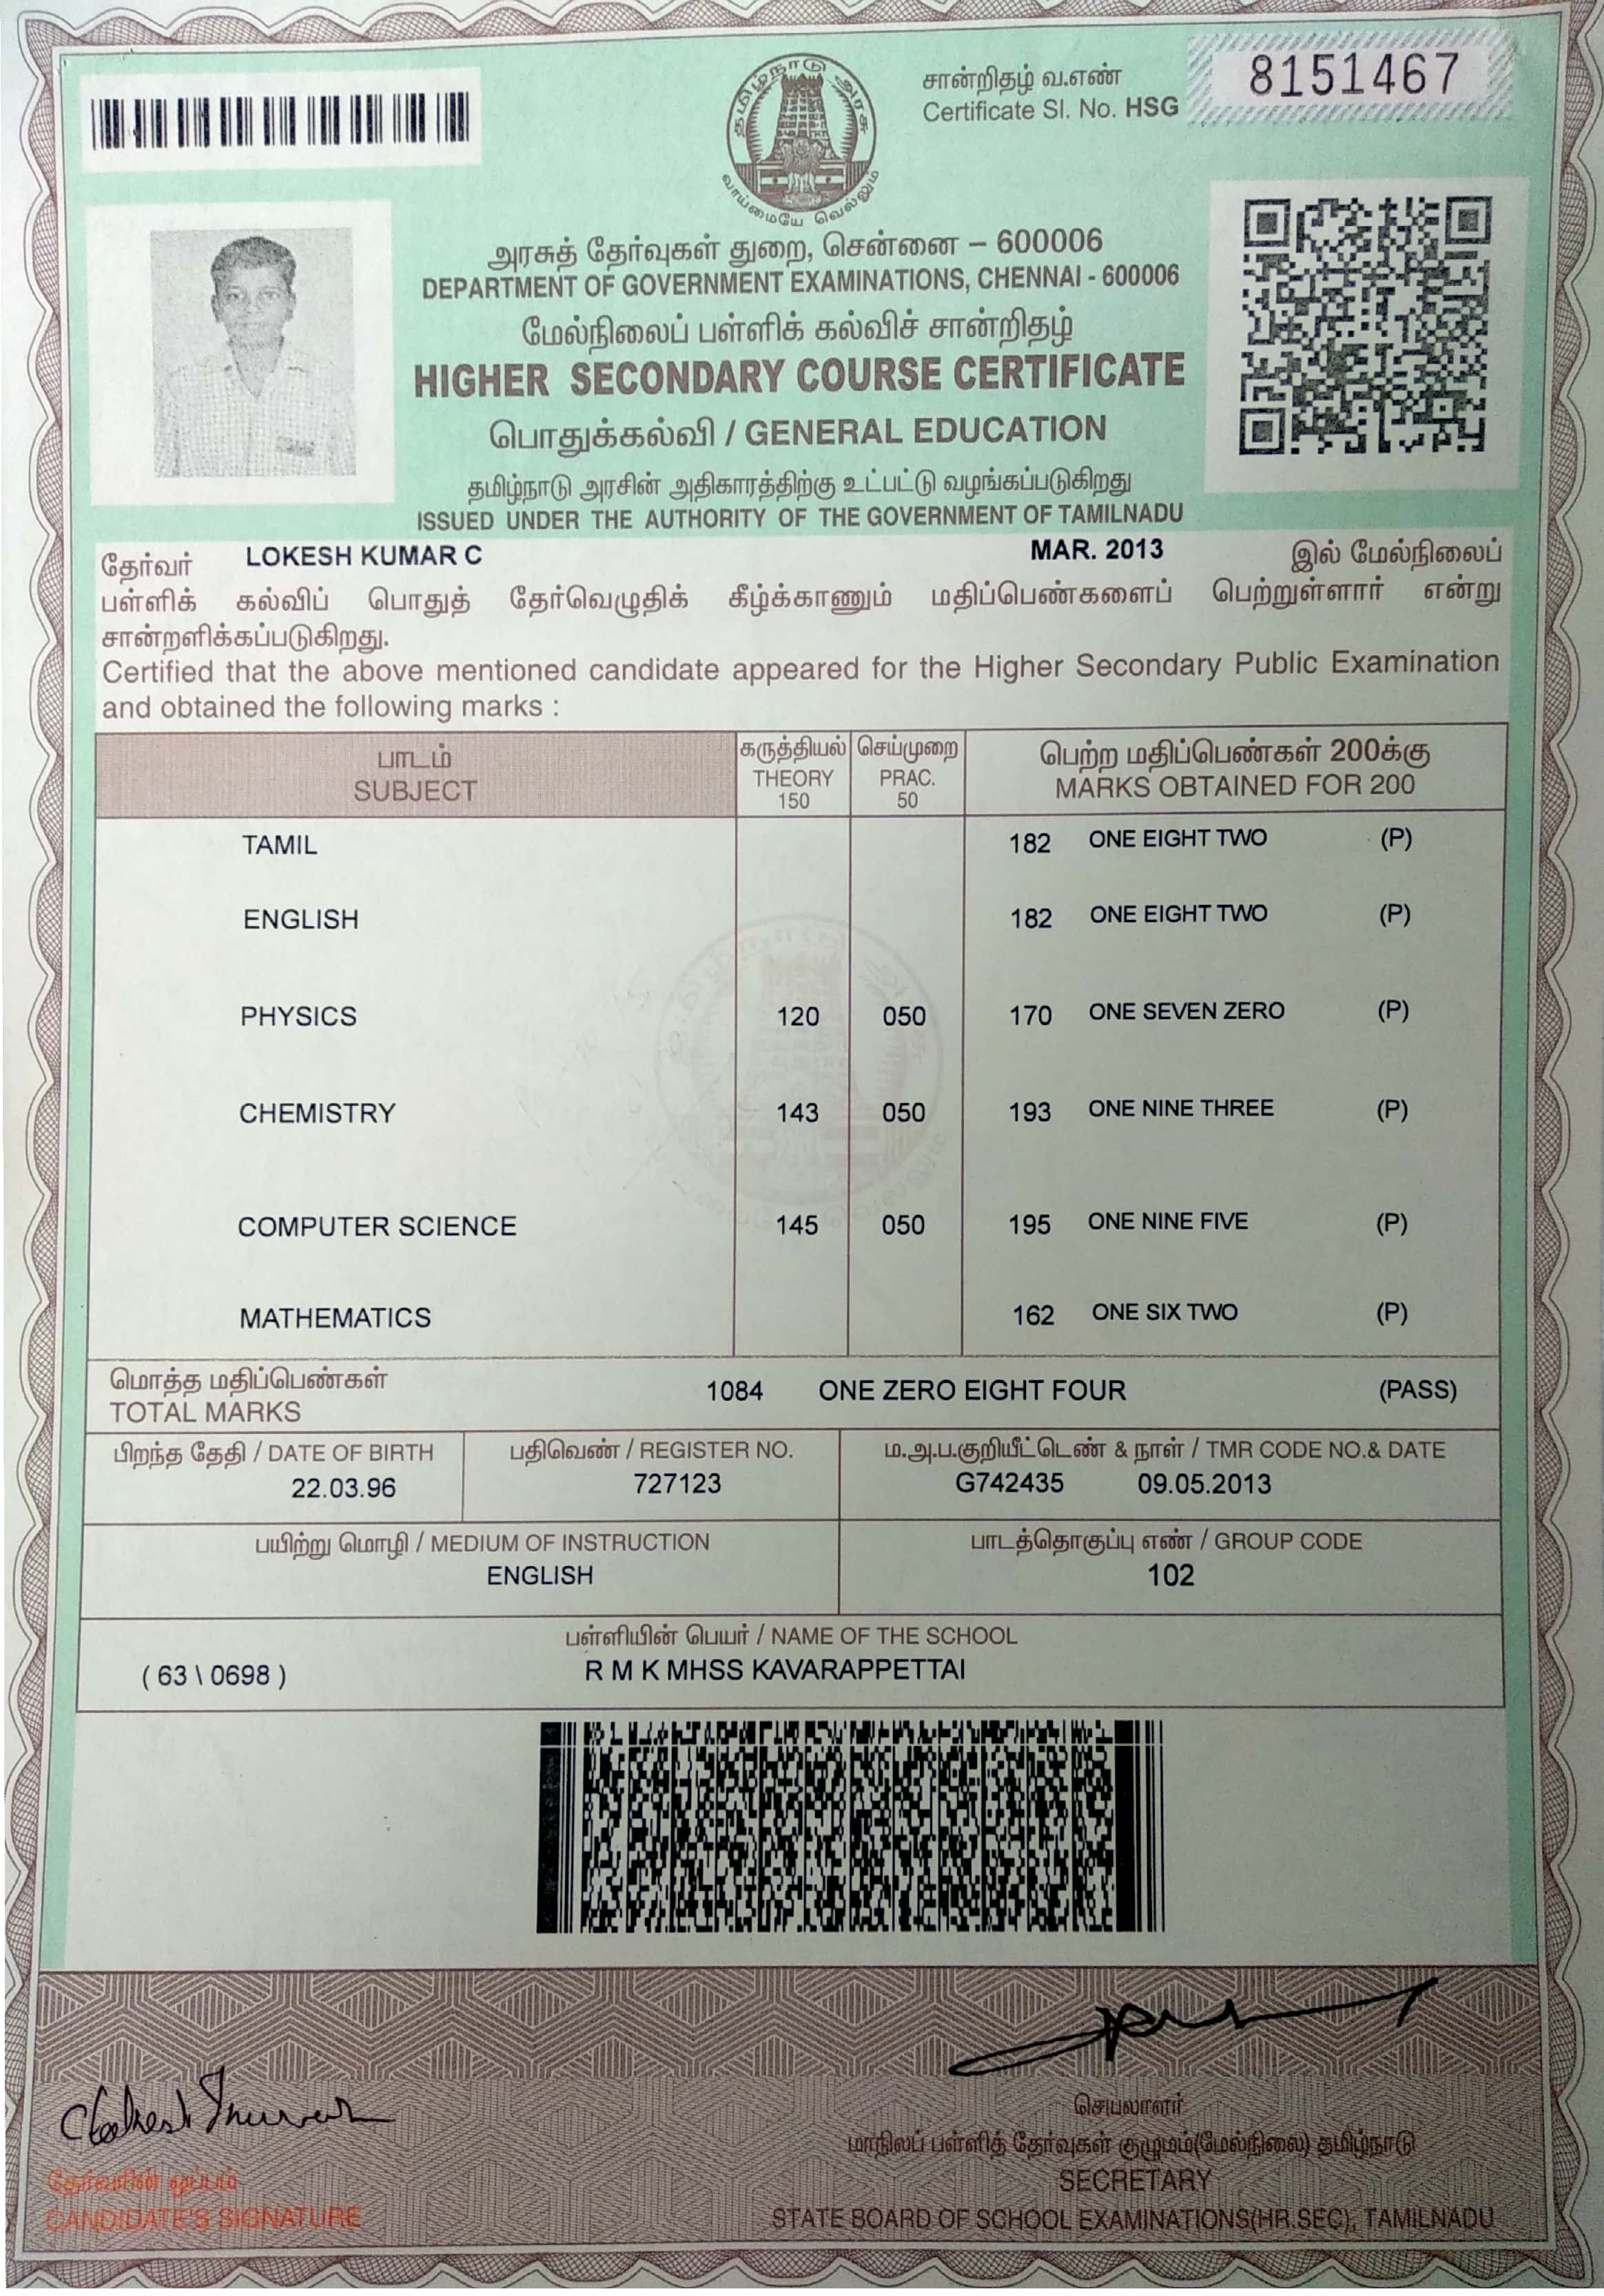 தமிழ்நாடு அரசு
வாய்மையே வெல்லும்
சான்றிதழ் வ.எண்
Certificate Sl. No. HSG 8151467
அரசுத் தேர்வுகள் துறை, சென்னை – 600006
DEPARTMENT OF GOVERNMENT EXAMINATIONS, CHENNAI - 600006
மேல்நிலைப் பள்ளிக் கல்விச் சான்றிதழ்
HIGHER SECONDARY COURSE CERTIFICATE
பொதுக்கல்வி / GENERAL EDUCATION
தமிழ்நாடு அரசின் அதிகாரத்திற்கு உட்பட்டு வழங்கப்படுகிறது
ISSUED UNDER THE AUTHORITY OF THE GOVERNMENT OF TAMILNADU
தேர்வர் LOKESH KUMAR C MAR. 2013 இல் மேல்நிலைப்
பள்ளிக் கல்விப் பொதுத் தேர்வெழுதிக் கீழ்க்காணும் மதிப்பெண்களைப் பெற்றுள்ளார் என்று
சான்றளிக்கப்படுகிறது.
Certified that the above mentioned candidate appeared for the Higher Secondary Public Examination
and obtained the following marks :
பாடம் கருத்தியல் செய்முறை பெற்ற மதிப்பெண்கள் 200க்கு
SUBJECT THEORY PRAC. MARKS OBTAINED FOR 200
150 50
TAMIL 182 ONE EIGHT TWO (P)
ENGLISH 182 ONE EIGHT TWO (P)
PHYSICS 120 050 170 ONE SEVEN ZERO (P)
CHEMISTRY 143 050 193 ONE NINE THREE (P)
COMPUTER SCIENCE 145 050 195 ONE NINE FIVE (P)
MATHEMATICS 162 ONE SIX TWO (P)
மொத்த மதிப்பெண்கள்
TOTAL MARKS 1084 ONE ZERO EIGHT FOUR (PASS)
பிறந்த தேதி / DATE OF BIRTH பதிவெண் / REGISTER NO. ம.அ.ப.குறியீட்டெண் & நாள் / TMR CODE NO.& DATE
22.03.96 727123 G742435 09.05.2013
பயிற்று மொழி / MEDIUM OF INSTRUCTION பாடத்தொகுப்பு எண் / GROUP CODE
ENGLISH 102
பள்ளியின் பெயர் / NAME OF THE SCHOOL
( 63 \ 0698 ) R M K MHSS KAVARAPPETTAI
செயலாளர்
மாநிலப் பள்ளித் தேர்வுகள் குழுமம்(மேல்நிலை) தமிழ்நாடு
SECRETARY
STATE BOARD OF SCHOOL EXAMINATIONS(HR.SEC), TAMILNADU
தேர்வரின் ஒப்பம்
CANDIDATE'S SIGNATURE